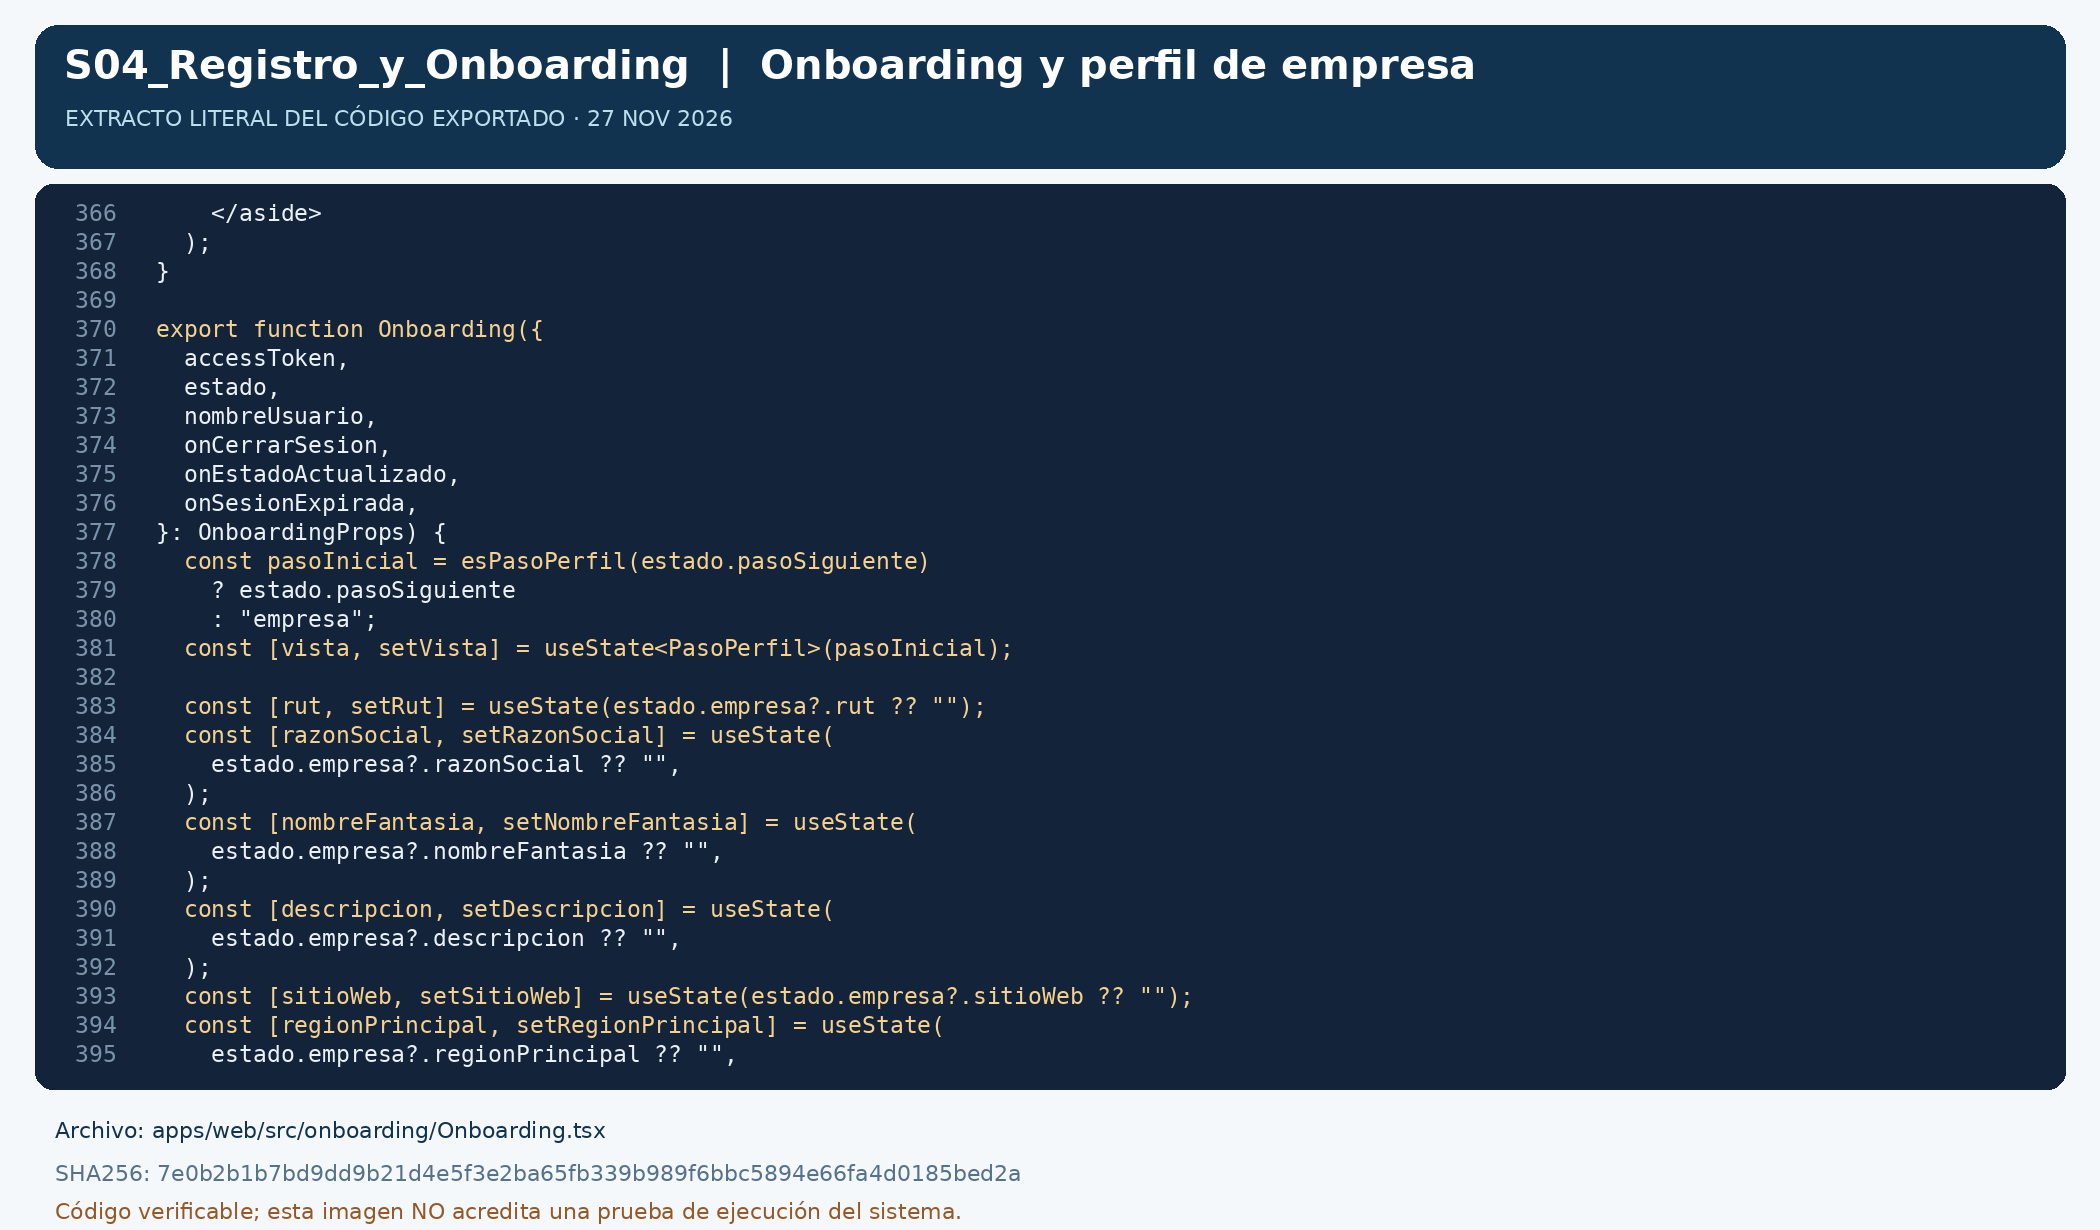 S04_Registro_y_Onboarding | Onboarding y perfil de empresa
EXTRACTO LITERAL DEL CÓDIGO EXPORTADO · 27 NOV 2026
366      </aside>
367    );
368  }
369
370  export function Onboarding({
371    accessToken,
372    estado,
373    nombreUsuario,
374    onCerrarSesion,
375    onEstadoActualizado,
376    onSesionExpirada,
377  }: OnboardingProps) {
378    const pasoInicial = esPasoPerfil(estado.pasoSiguiente)
379      ? estado.pasoSiguiente
380      : "empresa";
381    const [vista, setVista] = useState<PasoPerfil>(pasoInicial);
382
383    const [rut, setRut] = useState(estado.empresa?.rut ?? "");
384    const [razonSocial, setRazonSocial] = useState(
385      estado.empresa?.razonSocial ?? "",
386    );
387    const [nombreFantasia, setNombreFantasia] = useState(
388      estado.empresa?.nombreFantasia ?? "",
389    );
390    const [descripcion, setDescripcion] = useState(
391      estado.empresa?.descripcion ?? "",
392    );
393    const [sitioWeb, setSitioWeb] = useState(estado.empresa?.sitioWeb ?? "");
394    const [regionPrincipal, setRegionPrincipal] = useState(
395      estado.empresa?.regionPrincipal ?? "",
Archivo: apps/web/src/onboarding/Onboarding.tsx
SHA256: 7e0b2b1b7bd9dd9b21d4e5f3e2ba65fb339b989f6bbc5894e66fa4d0185bed2a
Código verificable; esta imagen NO acredita una prueba de ejecución del sistema.